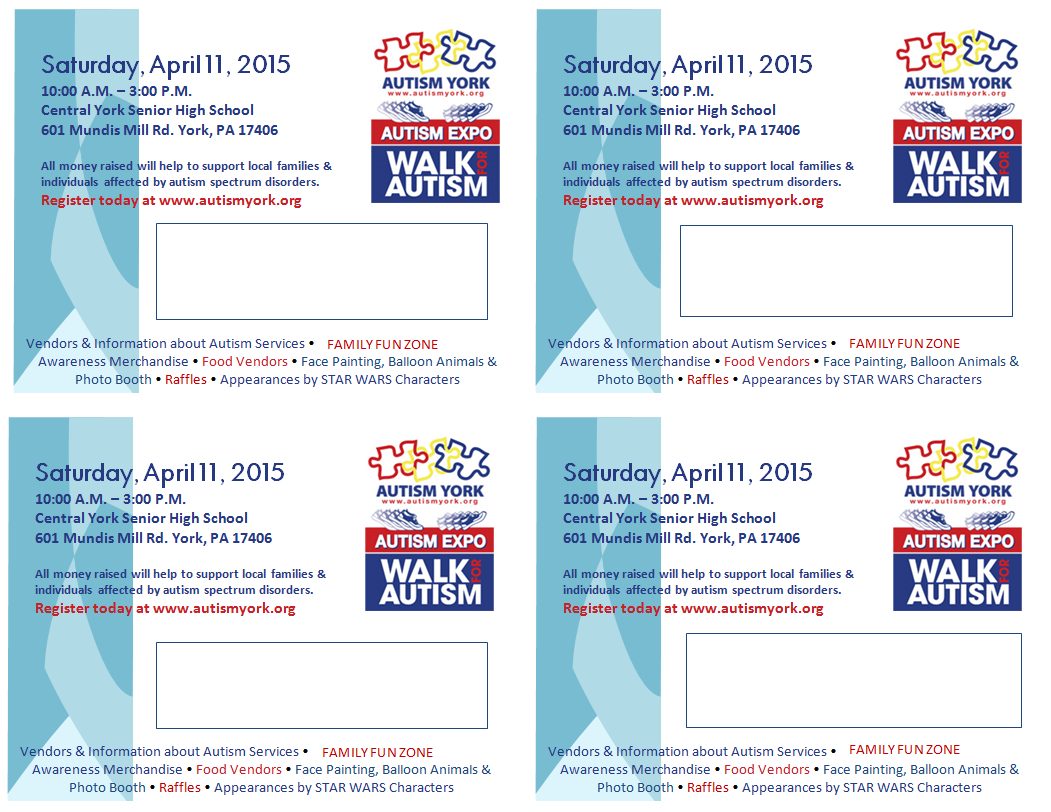 Saturday, April 11, 2015
10:00 A.M. – 3:00 P.M.
Central York Senior High School
601 Mundis Mill Rd. York, PA 17406
All money raised will help to support local families &
individuals affected by autism spectrum disorders.
Register today at www.autismyork.org
AUTISM YORK
www.autismyork.org
AUTISM EXPO
WALK FOR
AUTISM
Vendors & Information about Autism Services • FAMILY FUN ZONE
Awareness Merchandise • Food Vendors • Face Painting, Balloon Animals &
Photo Booth • Raffles • Appearances by STAR WARS Characters
Saturday, April 11, 2015
10:00 A.M. – 3:00 P.M.
Central York Senior High School
601 Mundis Mill Rd. York, PA 17406
All money raised will help to support local families &
individuals affected by autism spectrum disorders.
Register today at www.autismyork.org
AUTISM YORK
www.autismyork.org
AUTISM EXPO
WALK FOR
AUTISM
Vendors & Information about Autism Services • FAMILY FUN ZONE
Awareness Merchandise • Food Vendors • Face Painting, Balloon Animals &
Photo Booth • Raffles • Appearances by STAR WARS Characters
Saturday, April 11, 2015
10:00 A.M. – 3:00 P.M.
Central York Senior High School
601 Mundis Mill Rd. York, PA 17406
All money raised will help to support local families &
individuals affected by autism spectrum disorders.
Register today at www.autismyork.org
AUTISM YORK
www.autismyork.org
AUTISM EXPO
WALK FOR
AUTISM
Vendors & Information about Autism Services • FAMILY FUN ZONE
Awareness Merchandise • Food Vendors • Face Painting, Balloon Animals &
Photo Booth • Raffles • Appearances by STAR WARS Characters
Saturday, April 11, 2015
10:00 A.M. – 3:00 P.M.
Central York Senior High School
601 Mundis Mill Rd. York, PA 17406
All money raised will help to support local families &
individuals affected by autism spectrum disorders.
Register today at www.autismyork.org
AUTISM YORK
www.autismyork.org
AUTISM EXPO
WALK FOR
AUTISM
Vendors & Information about Autism Services • FAMILY FUN ZONE
Awareness Merchandise • Food Vendors • Face Painting, Balloon Animals &
Photo Booth • Raffles • Appearances by STAR WARS Characters